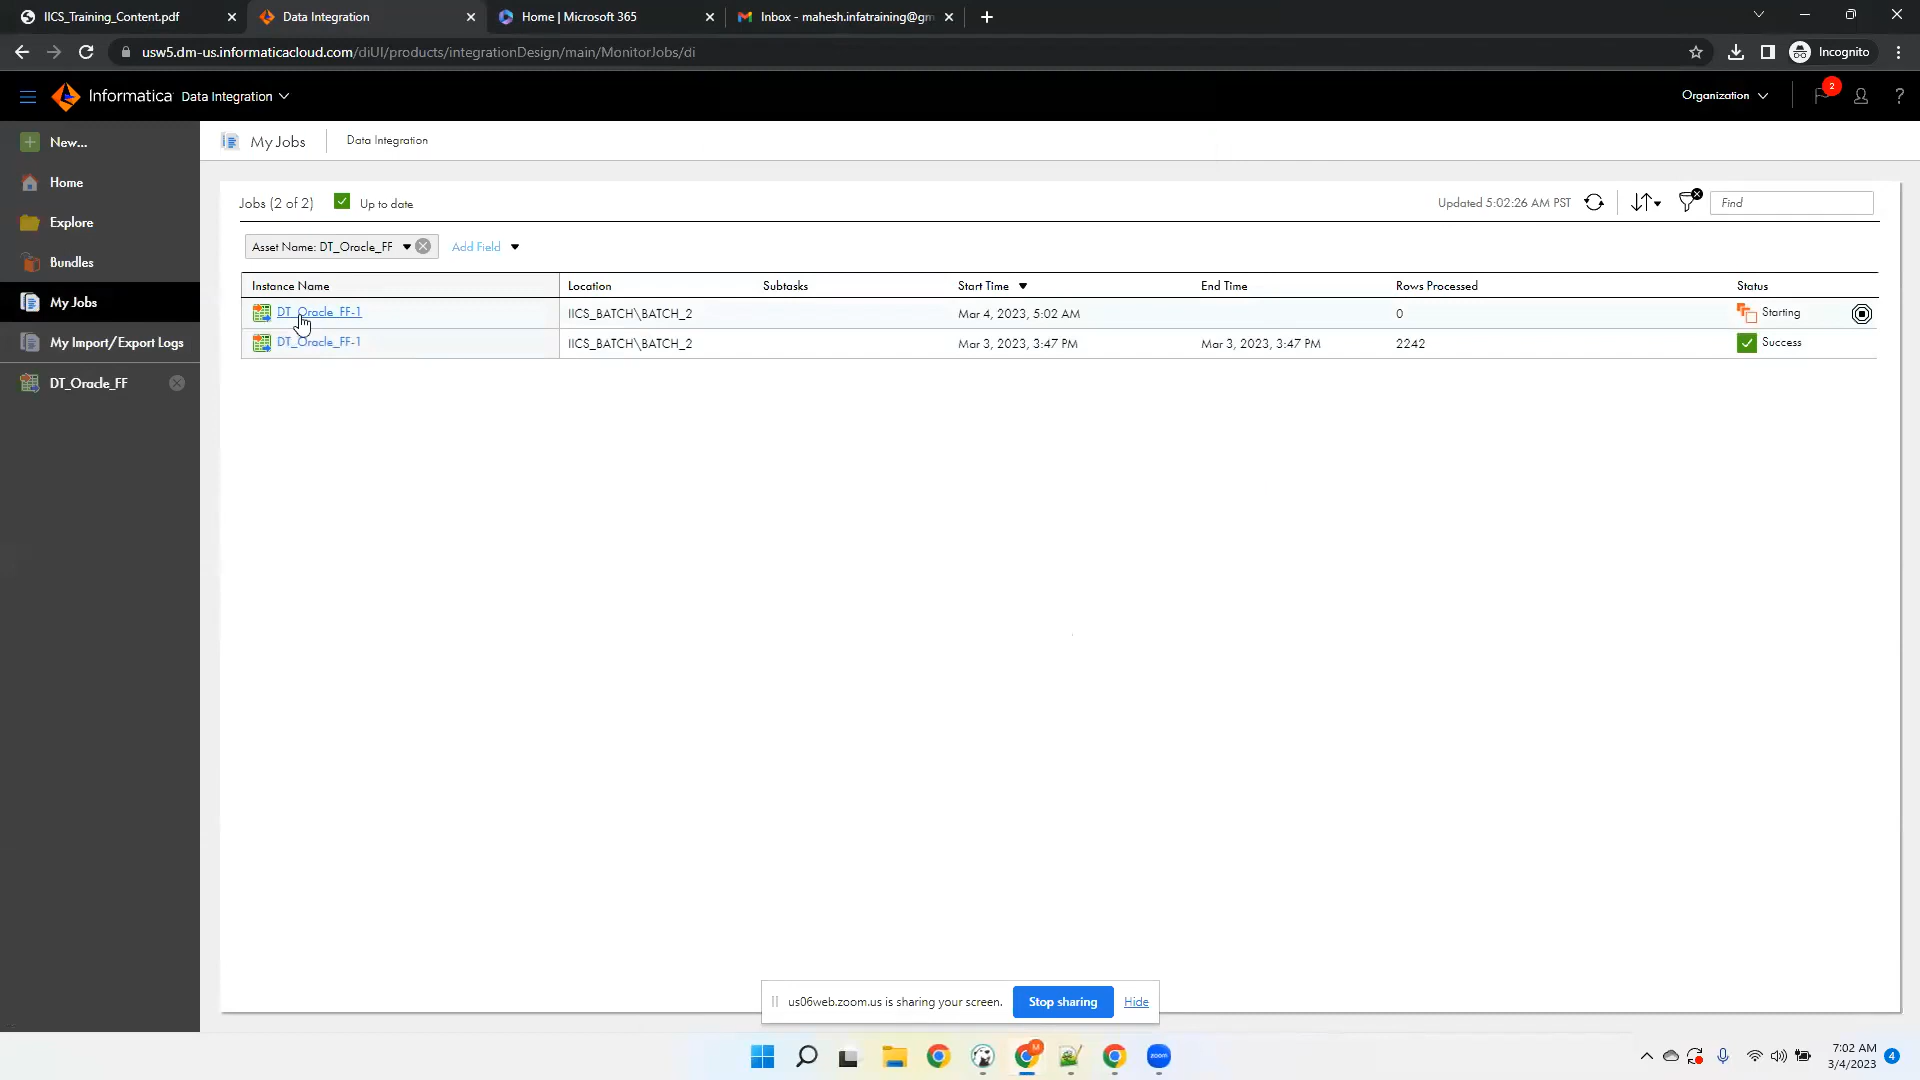 IICS_Training_Content.pdf
Data Integration
Home | Microsoft 365
Inbox - mahesh.infatraining@gm
usw5.dm-us.informaticacloud.com/diUI/products/integrationDesign/main/MonitorJobs/di
Incognito
Informatica Data Integration
Organization
2
?
New...
My Jobs
Data Integration
Home
Jobs (2 of 2)
Up to date
Updated 5:02:26 AM PST
Find
Explore
Asset Name: DT_Oracle_FF
Add Field
Bundles
Instance Name
Location
Subtasks
Start Time
End Time
Rows Processed
Status
My Jobs
DT_Oracle_FF-1
IICS_BATCH\BATCH_2
Mar 4, 2023, 5:02 AM
0
Starting
My Import/Export Logs
DT_Oracle_FF-1
IICS_BATCH\BATCH_2
Mar 3, 2023, 3:47 PM
Mar 3, 2023, 3:47 PM
2242
Success
DT_Oracle_FF
us06web.zoom.us is sharing your screen.
Stop sharing
Hide
M
zoom
7:02 AM
3/4/2023
4